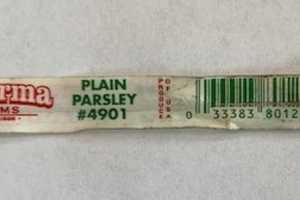 rma
MS
PLAIN
PARSLEY
#4901
PRODUCE
OF USA
0 33383 8012